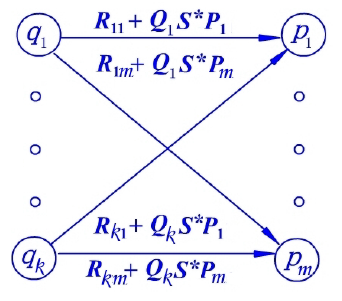 q₁ R₁₁ + Q₁S*P₁ p₁
R₁ₘ + Q₁S*Pₘ
Rₖ₁ + QₖS*P₁
qₖ Rₖₘ + QₖS*Pₘ pₘ